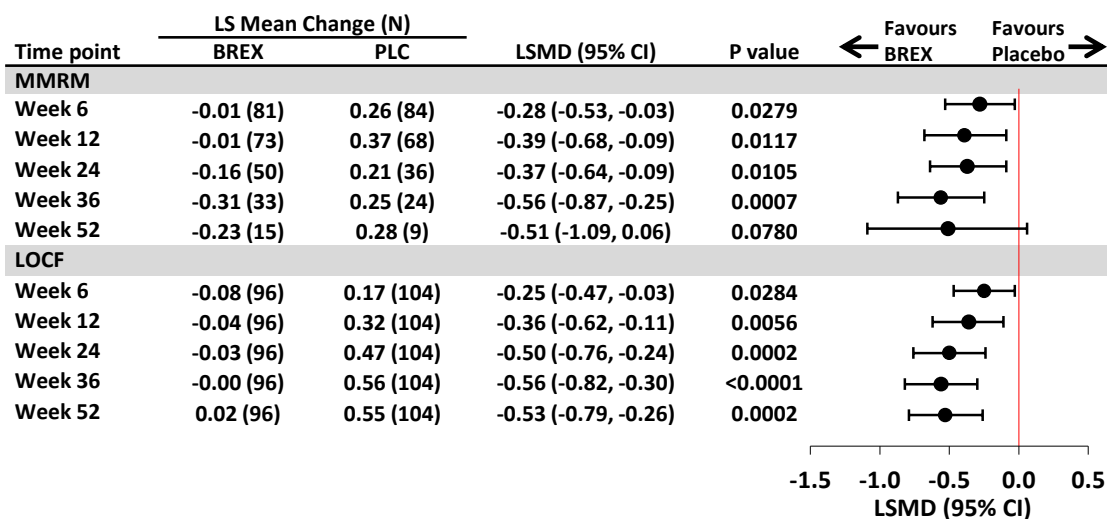 LS Mean Change (N)
Favours Favours
Time point BREX PLC LSMD (95% CI) P value BREX Placebo
MMRM
Week 6 -0.01 (81) 0.26 (84) -0.28 (-0.53, -0.03) 0.0279
Week 12 -0.01 (73) 0.37 (68) -0.39 (-0.68, -0.09) 0.0117
Week 24 -0.16 (50) 0.21 (36) -0.37 (-0.64, -0.09) 0.0105
Week 36 -0.31 (33) 0.25 (24) -0.56 (-0.87, -0.25) 0.0007
Week 52 -0.23 (15) 0.28 (9) -0.51 (-1.09, 0.06) 0.0780
LOCF
Week 6 -0.08 (96) 0.17 (104) -0.25 (-0.47, -0.03) 0.0284
Week 12 -0.04 (96) 0.32 (104) -0.36 (-0.62, -0.11) 0.0056
Week 24 -0.03 (96) 0.47 (104) -0.50 (-0.76, -0.24) 0.0002
Week 36 -0.00 (96) 0.56 (104) -0.56 (-0.82, -0.30) <0.0001
Week 52 0.02 (96) 0.55 (104) -0.53 (-0.79, -0.26) 0.0002
-1.5 -1.0 -0.5 0.0 0.5
LSMD (95% CI)